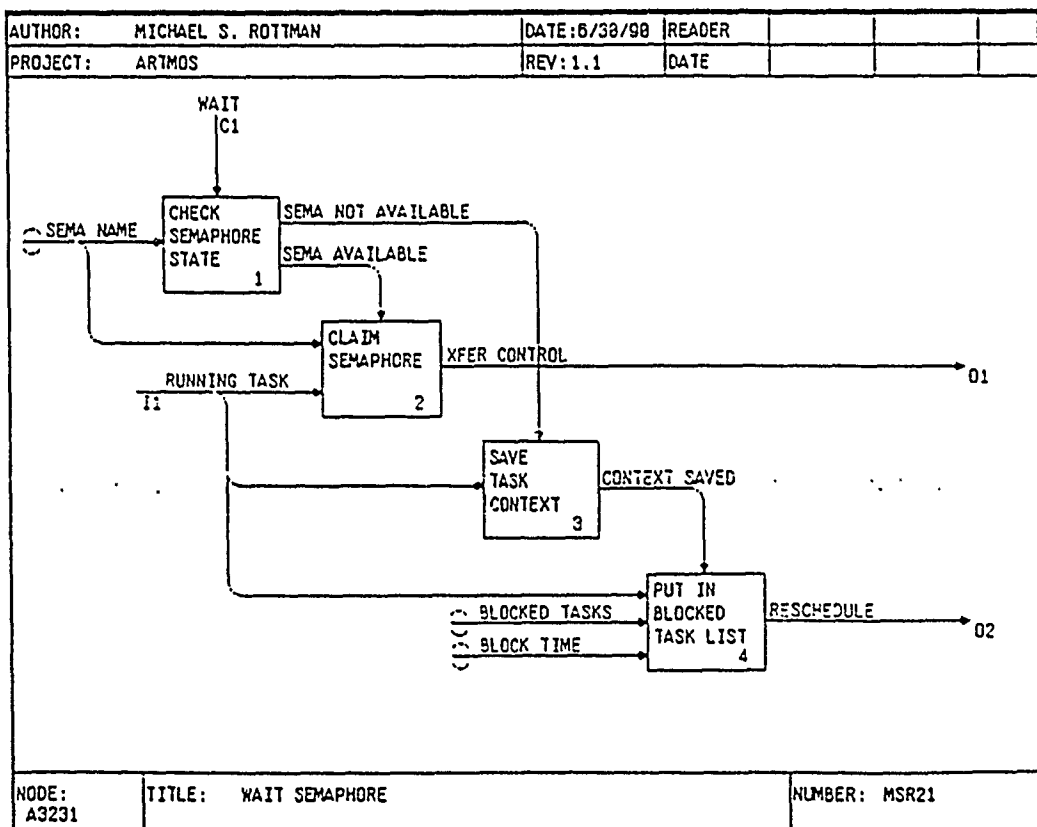 AUTHOR: MICHAEL S. ROTTMAN DATE:6/30/90 READER
PROJECT: ARTMOS REV:1.1 DATE
WAIT
C1
CHECK
SEMAPHORE
STATE
1
SEMA NOT AVAILABLE
SEMA NAME
SEMA AVAILABLE
CLAIM
SEMAPHORE
2
XFER CONTROL
O1
RUNNING TASK
I1
SAVE
TASK
CONTEXT
3
CONTEXT SAVED
PUT IN
BLOCKED
TASK LIST
4
BLOCKED TASKS
BLOCK TIME
RESCHEDULE
O2
NODE: TITLE: WAIT SEMAPHORE NUMBER: MSR21
A3231